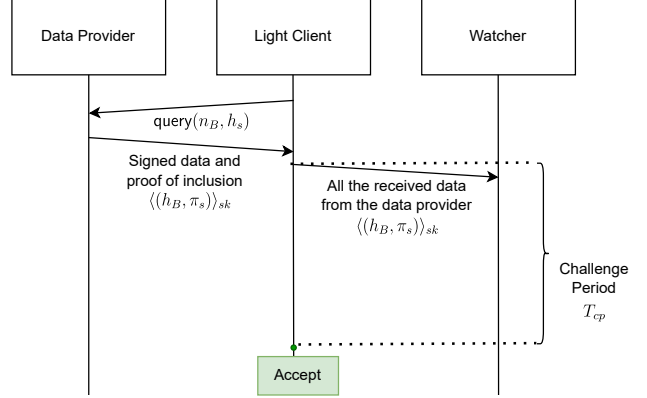 Data Provider
Light Client
Watcher
query(n_B, h_s)
Signed data and
proof of inclusion
⟨(h_B, π_s)⟩_sk
All the received data
from the data provider
⟨(h_B, π_s)⟩_sk
Challenge
Period
T_cp
Accept